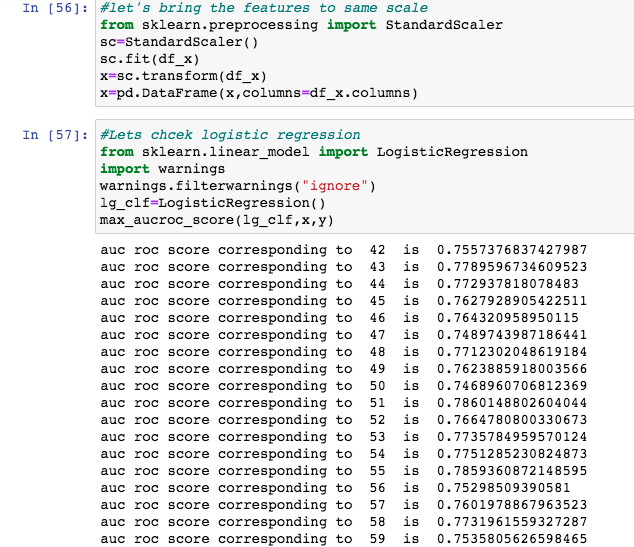 In [56]: #let's bring the features to same scale
from sklearn.preprocessing import StandardScaler
sc=StandardScaler()
sc.fit(df_x)
x=sc.transform(df_x)
x=pd.DataFrame(x,columns=df_x.columns)
In [57]: #Lets chcek logistic regression
from sklearn.linear_model import LogisticRegression
import warnings
warnings.filterwarnings("ignore")
lg_clf=LogisticRegression()
max_aucroc_score(lg_clf,x,y)
auc roc score corresponding to  42  is  0.7557376837427987
auc roc score corresponding to  43  is  0.7789596734609523
auc roc score corresponding to  44  is  0.772937818078483
auc roc score corresponding to  45  is  0.7627928905422511
auc roc score corresponding to  46  is  0.764320958950115
auc roc score corresponding to  47  is  0.7489743987186441
auc roc score corresponding to  48  is  0.7712302048619184
auc roc score corresponding to  49  is  0.7623885918003566
auc roc score corresponding to  50  is  0.7468960706812369
auc roc score corresponding to  51  is  0.7860148802604044
auc roc score corresponding to  52  is  0.7664780800330673
auc roc score corresponding to  53  is  0.7735784959570124
auc roc score corresponding to  54  is  0.7751285230824873
auc roc score corresponding to  55  is  0.7859360872148595
auc roc score corresponding to  56  is  0.75298509390581
auc roc score corresponding to  57  is  0.7601978867963523
auc roc score corresponding to  58  is  0.7731961559327287
auc roc score corresponding to  59  is  0.7535805626598465